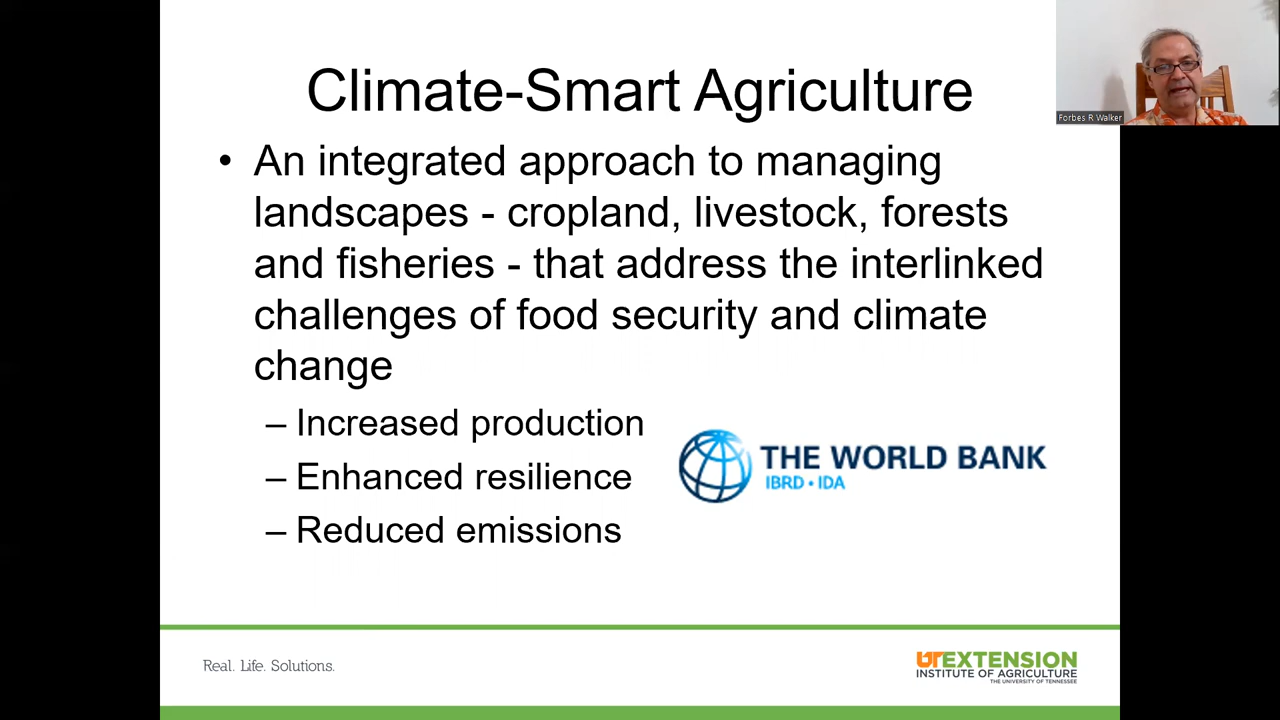 Climate-Smart Agriculture
Forbes R Walker
• An integrated approach to managing
landscapes - cropland, livestock, forests
and fisheries - that address the interlinked
challenges of food security and climate
change
– Increased production
– Enhanced resilience
– Reduced emissions
THE WORLD BANK
IBRD • IDA
Real. Life. Solutions.
UT EXTENSION
INSTITUTE OF AGRICULTURE
THE UNIVERSITY OF TENNESSEE